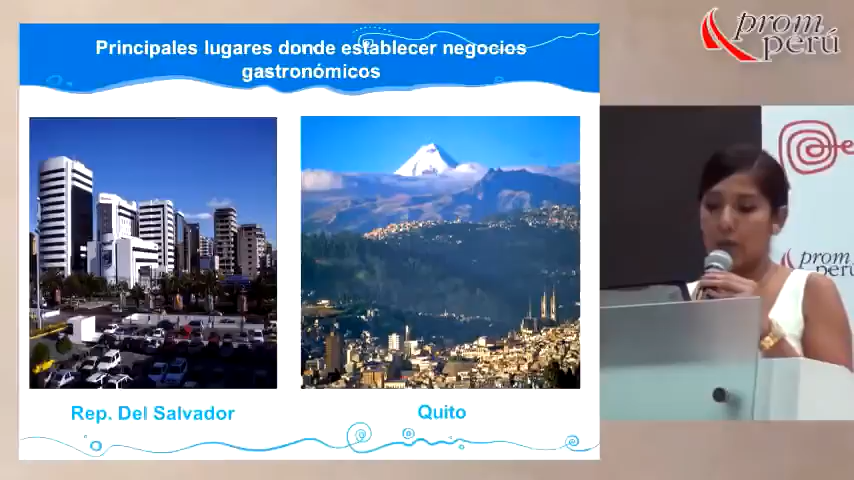 Principales lugares donde establecer negocios
gastronómicos
prom
perú
prom
perú
Rep. Del Salvador
Quito